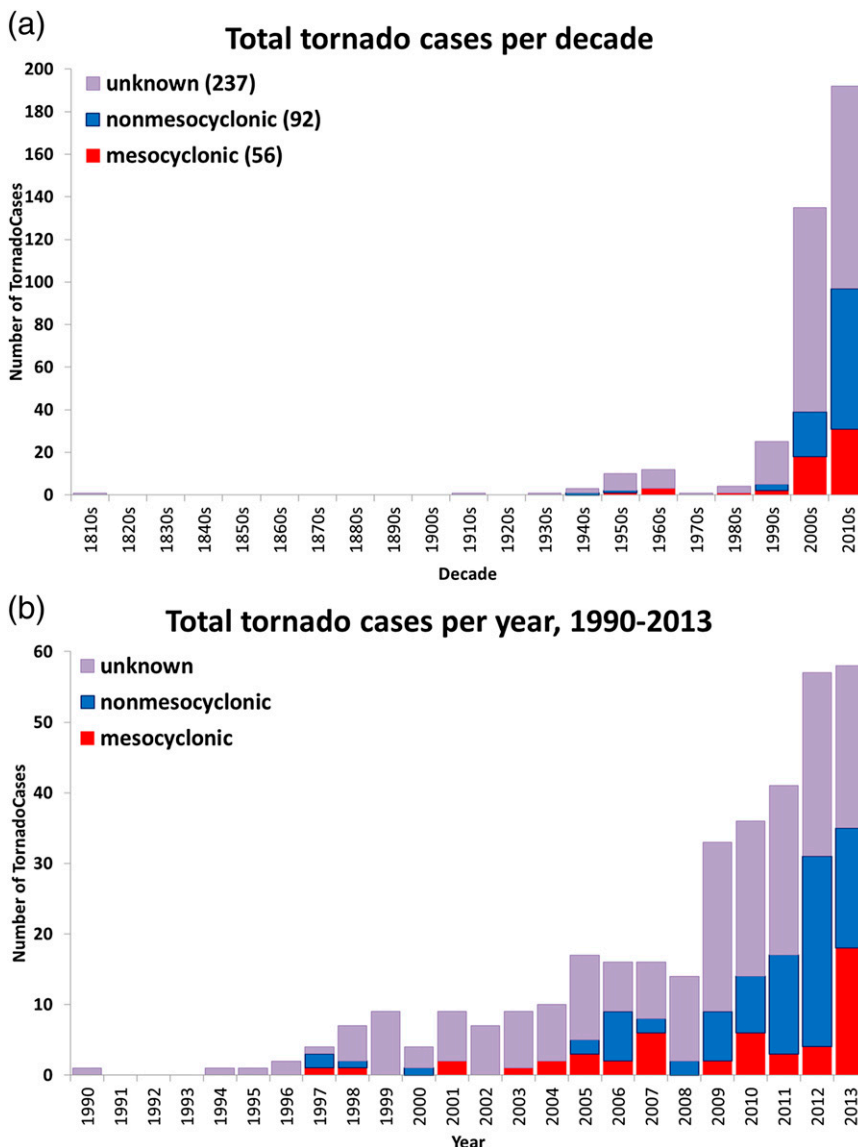 (a)
Total tornado cases per decade
200
180
160
140
120
100
80
60
40
20
0
Number of TornadoCases
unknown (237)
nonmesocyclonic (92)
mesocyclonic (56)
1810s 1820s 1830s 1840s 1850s 1860s 1870s 1880s 1890s 1900s 1910s 1920s 1930s 1940s 1950s 1960s 1970s 1980s 1990s 2000s 2010s
Decade
(b)
Total tornado cases per year, 1990-2013
60
50
40
30
20
10
0
Number of TornadoCases
unknown
nonmesocyclonic
mesocyclonic
1990 1991 1992 1993 1994 1995 1996 1997 1998 1999 2000 2001 2002 2003 2004 2005 2006 2007 2008 2009 2010 2011 2012 2013
Year